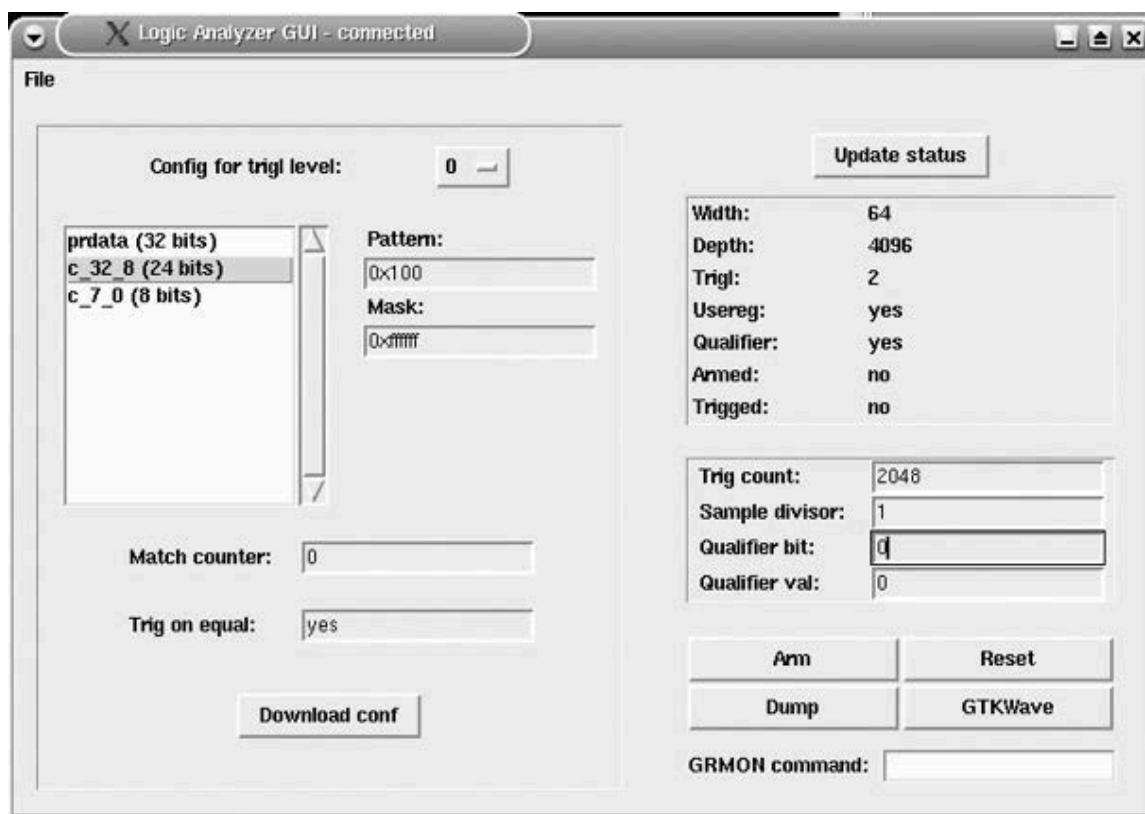 Logic Analyzer GUI - connected
File
Config for trigl level: 0
prdata (32 bits)
c_32_8 (24 bits)
c_7_0 (8 bits)
Pattern:
0x100
Mask:
0xffffff
Match counter: 0
Trig on equal: yes
Download conf
Update status
Width: 64
Depth: 4096
Trigl: 2
Usereg: yes
Qualifier: yes
Armed: no
Trigged: no
Trig count: 2048
Sample divisor: 1
Qualifier bit: 0
Qualifier val: 0
Arm Reset
Dump GTKWave
GRMON command: